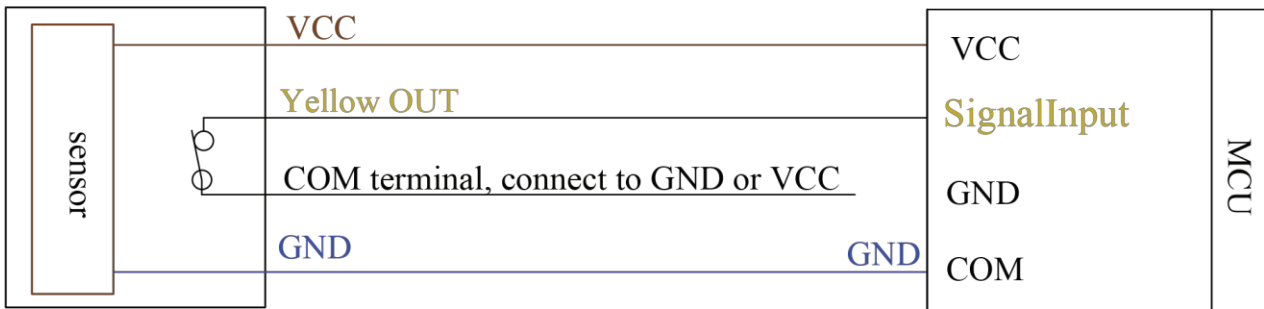 VCC
VCC
Yellow OUT
SignalInput
sensor
COM terminal, connect to GND or VCC
GND
MCU
GND
GND
COM